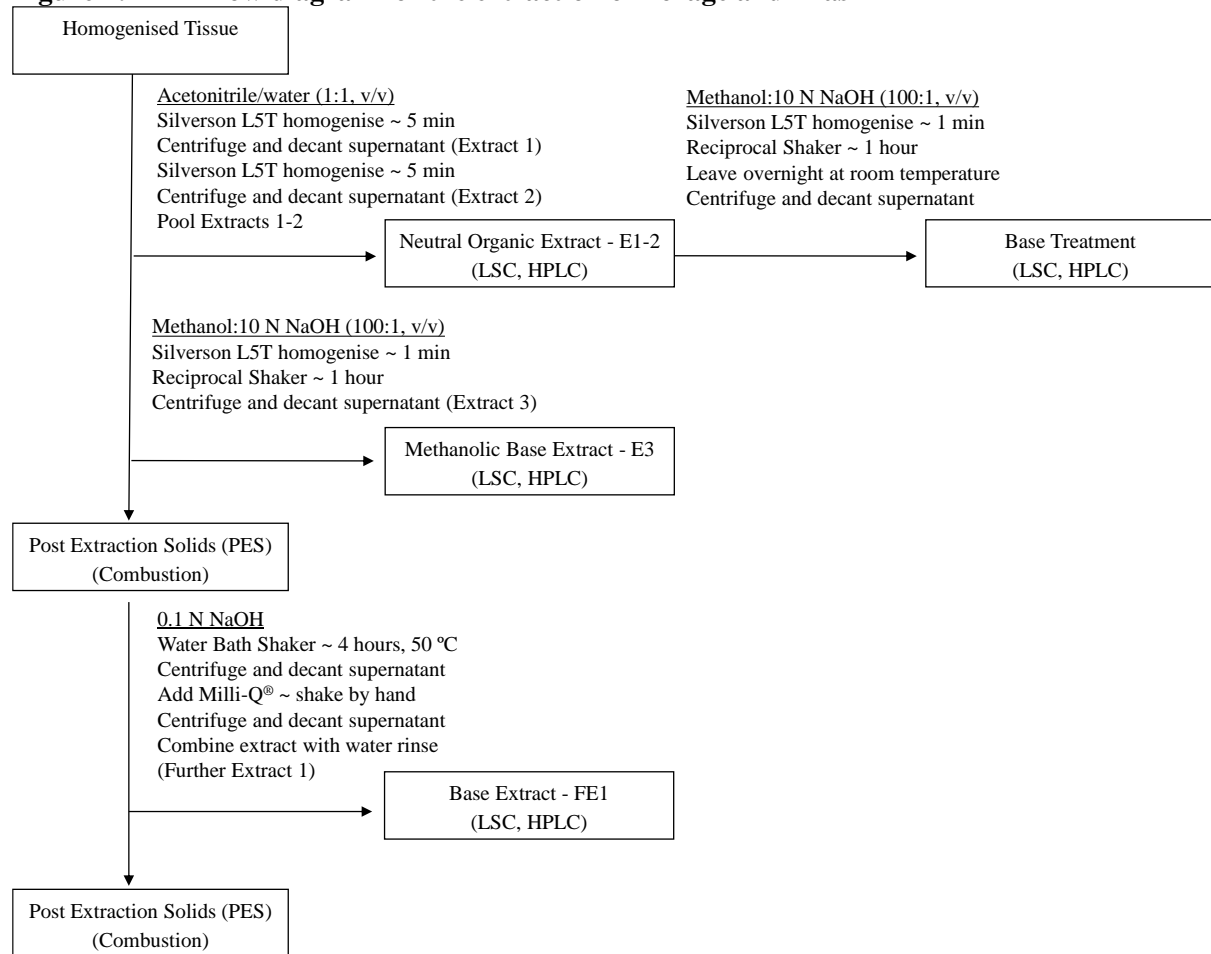 Homogenised Tissue
Acetonitrile/water (1:1, v/v)
Silverson L5T homogenise ~ 5 min
Centrifuge and decant supernatant (Extract 1)
Silverson L5T homogenise ~ 5 min
Centrifuge and decant supernatant (Extract 2)
Pool Extracts 1-2
Methanol:10 N NaOH (100:1, v/v)
Silverson L5T homogenise ~ 1 min
Reciprocal Shaker ~ 1 hour
Leave overnight at room temperature
Centrifuge and decant supernatant
Neutral Organic Extract - E1-2
(LSC, HPLC)
Base Treatment
(LSC, HPLC)
Methanol:10 N NaOH (100:1, v/v)
Silverson L5T homogenise ~ 1 min
Reciprocal Shaker ~ 1 hour
Centrifuge and decant supernatant (Extract 3)
Methanolic Base Extract - E3
(LSC, HPLC)
Post Extraction Solids (PES)
(Combustion)
0.1 N NaOH
Water Bath Shaker ~ 4 hours, 50 ºC
Centrifuge and decant supernatant
Add Milli-Q® ~ shake by hand
Centrifuge and decant supernatant
Combine extract with water rinse
(Further Extract 1)
Base Extract - FE1
(LSC, HPLC)
Post Extraction Solids (PES)
(Combustion)